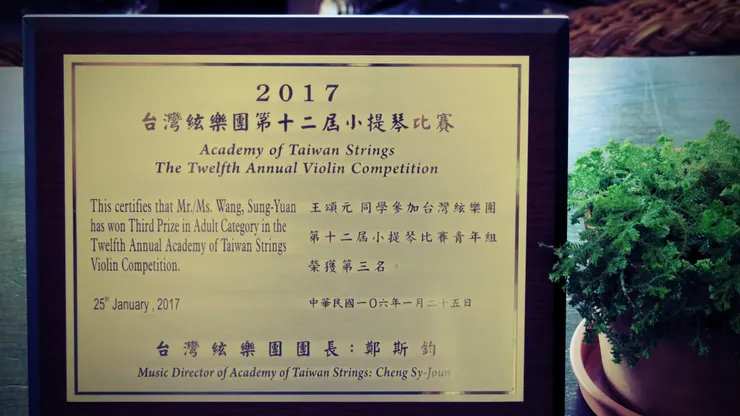 2017
台灣絃樂團第十二屆小提琴比賽
Academy of Taiwan Strings
The Twelfth Annual Violin Competition
This certifies that Mr./Ms. Wang, Sung-Yuan
has won Third Prize in Adult Category in the
Twelfth Annual Academy of Taiwan Strings
Violin Competition.
25th January , 2017
王頌元 同學參加台灣絃樂團
第十二屆小提琴比賽青年組
榮獲第三名。
中華民國一〇六年一月二十五日
台灣絃樂團團長：鄭斯鈞
Music Director of Academy of Taiwan Strings: Cheng Sy-Joun